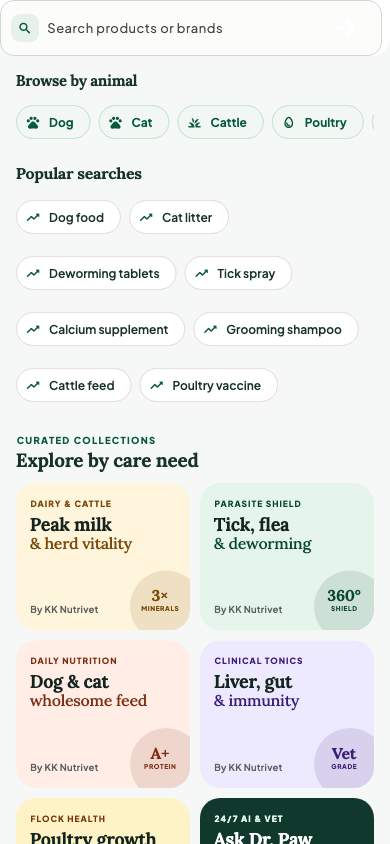 Search products or brands
Browse by animal
Dog
Cat
Cattle
Poultry
Popular searches
Dog food
Cat litter
Deworming tablets
Tick spray
Calcium supplement
Grooming shampoo
Cattle feed
Poultry vaccine
CURATED COLLECTIONS
Explore by care need
DAIRY & CATTLE
Peak milk
& herd vitality
By KK Nutrivet
3×
MINERALS
PARASITE SHIELD
Tick, flea
& deworming
By KK Nutrivet
360°
SHIELD
DAILY NUTRITION
Dog & cat
wholesome feed
By KK Nutrivet
A+
PROTEIN
CLINICAL TONICS
Liver, gut
& immunity
By KK Nutrivet
Vet
GRADE
FLOCK HEALTH
Poultry growth
24/7 AI & VET
Ask Dr. Paw